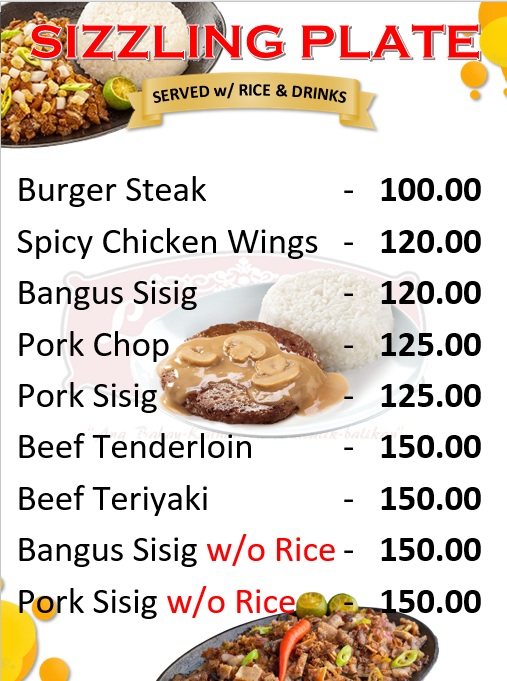 SIZZLING PLATE
SERVED w/ RICE & DRINKS
Burger Steak - 100.00
Spicy Chicken Wings - 120.00
Bangus Sisig - 120.00
Pork Chop - 125.00
Pork Sisig - 125.00
Beef Tenderloin - 150.00
Beef Teriyaki - 150.00
Bangus Sisig w/o Rice - 150.00
Pork Sisig w/o Rice - 150.00